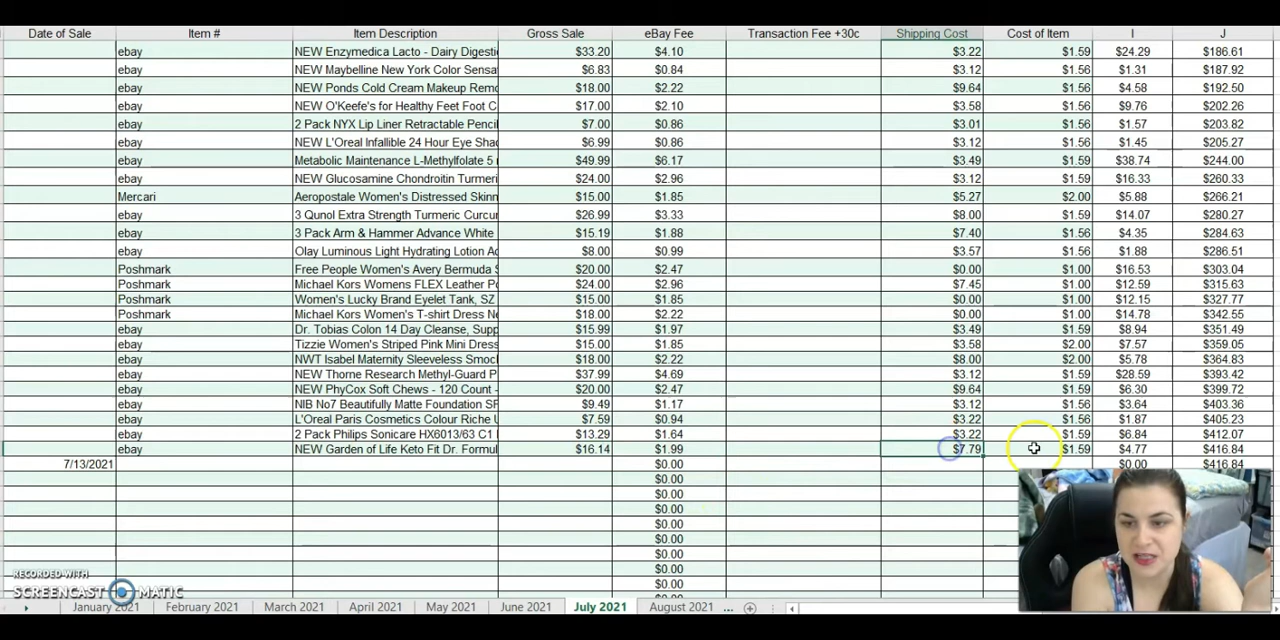 Date of Sale Item # Item Description Gross Sale eBay Fee Transaction Fee +30c Shipping Cost Cost of Item I J
ebay NEW Enzymedica Lacto - Dairy Digesti $33.20 $4.10 $3.22 $1.59 $24.29 $186.61
ebay NEW Maybelline New York Color Sensa $6.83 $0.84 $3.12 $1.56 $1.31 $187.92
ebay NEW Ponds Cold Cream Makeup Remo $18.00 $2.22 $9.64 $1.56 $4.58 $192.50
ebay NEW O'Keefe's for Healthy Feet Foot C $17.00 $2.10 $3.58 $1.56 $9.76 $202.26
ebay 2 Pack NYX Lip Liner Retractable Pencil $7.00 $0.86 $3.01 $1.56 $1.57 $203.82
ebay NEW L'Oreal Infallible 24 Hour Eye Sha $6.99 $0.86 $3.12 $1.56 $1.45 $205.27
ebay Metabolic Maintenance L-Methylfolate 5 $49.99 $6.17 $3.49 $1.59 $38.74 $244.00
ebay NEW Glucosamine Chondroitin Turmeri $24.00 $2.96 $3.12 $1.59 $16.33 $260.33
Mercari Aeropostale Women's Distressed Skinn $15.00 $1.85 $5.27 $2.00 $5.88 $266.21
ebay 3 Qunol Extra Strength Turmeric Curcu $26.99 $3.33 $8.00 $1.59 $14.07 $280.27
ebay 3 Pack Arm & Hammer Advance White $15.19 $1.88 $7.40 $1.56 $4.35 $284.63
ebay Olay Luminous Light Hydrating Lotion Ad $8.00 $0.99 $3.57 $1.56 $1.88 $286.51
Poshmark Free People Women's Avery Bermuda S $20.00 $2.47 $0.00 $1.00 $16.53 $303.04
Poshmark Michael Kors Womens FLEX Leather Po $24.00 $2.96 $7.45 $1.00 $12.59 $315.63
Poshmark Women's Lucky Brand Eyelet Tank, SZ $15.00 $1.85 $0.00 $1.00 $12.15 $327.77
Poshmark Michael Kors Women's T-shirt Dress Ne $18.00 $2.22 $0.00 $1.00 $14.78 $342.55
ebay Dr. Tobias Colon 14 Day Cleanse, Supp $15.99 $1.97 $3.49 $1.59 $8.94 $351.49
ebay Tizzie Women's Striped Pink Mini Dress $15.00 $1.85 $3.58 $2.00 $7.57 $359.05
ebay NWT Isabel Maternity Sleeveless Smoc $18.00 $2.22 $8.00 $2.00 $5.78 $364.83
ebay NEW Thorne Research Methyl-Guard P $37.99 $4.69 $3.12 $1.59 $28.59 $393.42
ebay NEW PhyCox Soft Chews - 120 Count - $20.00 $2.47 $9.64 $1.59 $6.30 $399.72
ebay NIB No7 Beautifully Matte Foundation SF $9.49 $1.17 $3.12 $1.56 $3.64 $403.36
ebay L'Oreal Paris Cosmetics Colour Riche U $7.59 $0.94 $3.22 $1.56 $1.87 $405.23
ebay 2 Pack Philips Sonicare HX6013/63 C1 $13.29 $1.64 $3.22 $1.59 $6.84 $412.07
ebay NEW Garden of Life Keto Fit Dr. Formul $16.14 $1.99 $7.79 $1.59 $4.77 $416.84
7/13/2021 $0.00 $0.00 $416.84
$0.00
$0.00
$0.00
$0.00
$0.00
$0.00
$0.00
$0.00
RECORDED WITH
SCREENCAST MATIC
January 2021 February 2021 March 2021 April 2021 May 2021 June 2021 July 2021 August 2021 ...